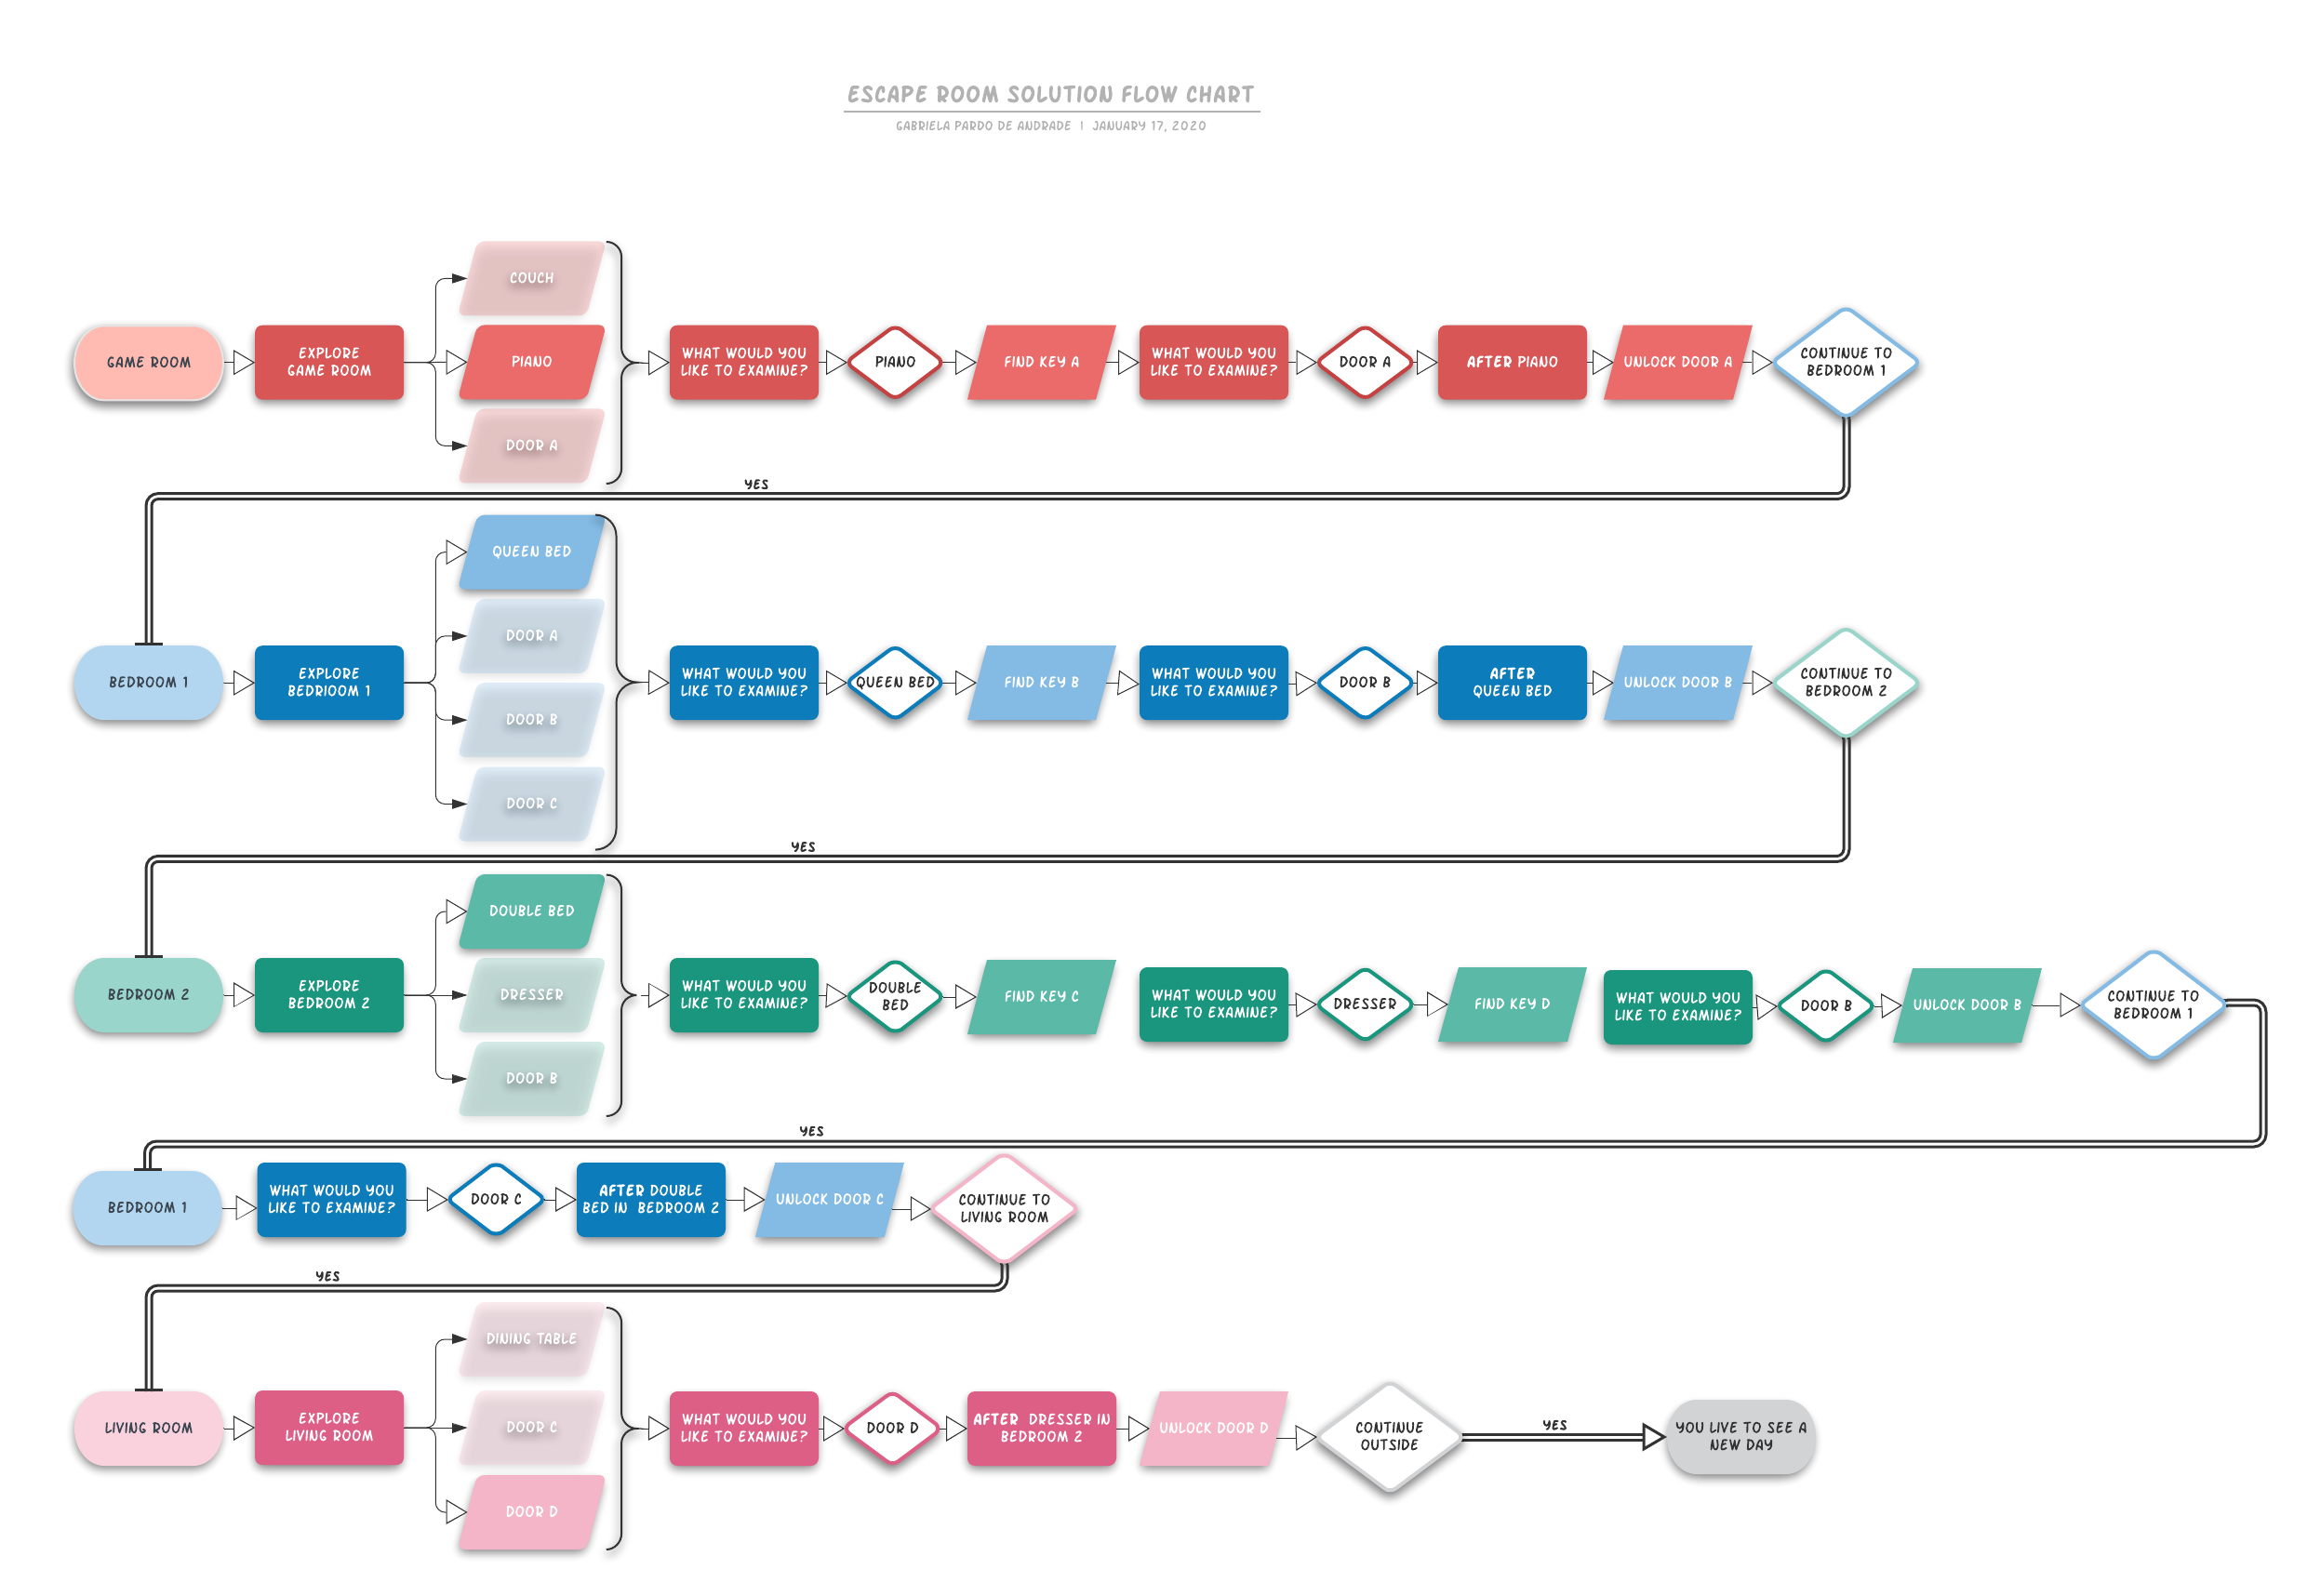 ESCAPE ROOM SOLUTION FLOW CHART
GABRIELA PARDO DE ANDRADE | JANUARY 17, 2020
GAME ROOM
EXPLORE
GAME ROOM
COUCH
PIANO
DOOR A
WHAT WOULD YOU
LIKE TO EXAMINE?
PIANO
FIND KEY A
WHAT WOULD YOU
LIKE TO EXAMINE?
DOOR A
AFTER PIANO
UNLOCK DOOR A
CONTINUE TO
BEDROOM 1
YES
BEDROOM 1
EXPLORE
BEDRIOOM 1
QUEEN BED
DOOR A
DOOR B
DOOR C
WHAT WOULD YOU
LIKE TO EXAMINE?
QUEEN BED
FIND KEY B
WHAT WOULD YOU
LIKE TO EXAMINE?
DOOR B
AFTER
QUEEN BED
UNLOCK DOOR B
CONTINUE TO
BEDROOM 2
YES
BEDROOM 2
EXPLORE
BEDROOM 2
DOUBLE BED
DRESSER
DOOR B
WHAT WOULD YOU
LIKE TO EXAMINE?
DOUBLE
BED
FIND KEY C
WHAT WOULD YOU
LIKE TO EXAMINE?
DRESSER
FIND KEY D
WHAT WOULD YOU
LIKE TO EXAMINE?
DOOR B
UNLOCK DOOR B
CONTINUE TO
BEDROOM 1
YES
BEDROOM 1
WHAT WOULD YOU
LIKE TO EXAMINE?
DOOR C
AFTER DOUBLE
BED IN BEDROOM 2
UNLOCK DOOR C
CONTINUE TO
LIVING ROOM
YES
LIVING ROOM
EXPLORE
LIVING ROOM
DINING TABLE
DOOR C
DOOR D
WHAT WOULD YOU
LIKE TO EXAMINE?
DOOR D
AFTER DRESSER IN
BEDROOM 2
UNLOCK DOOR D
CONTINUE
OUTSIDE
YES
YOU LIVE TO SEE A
NEW DAY